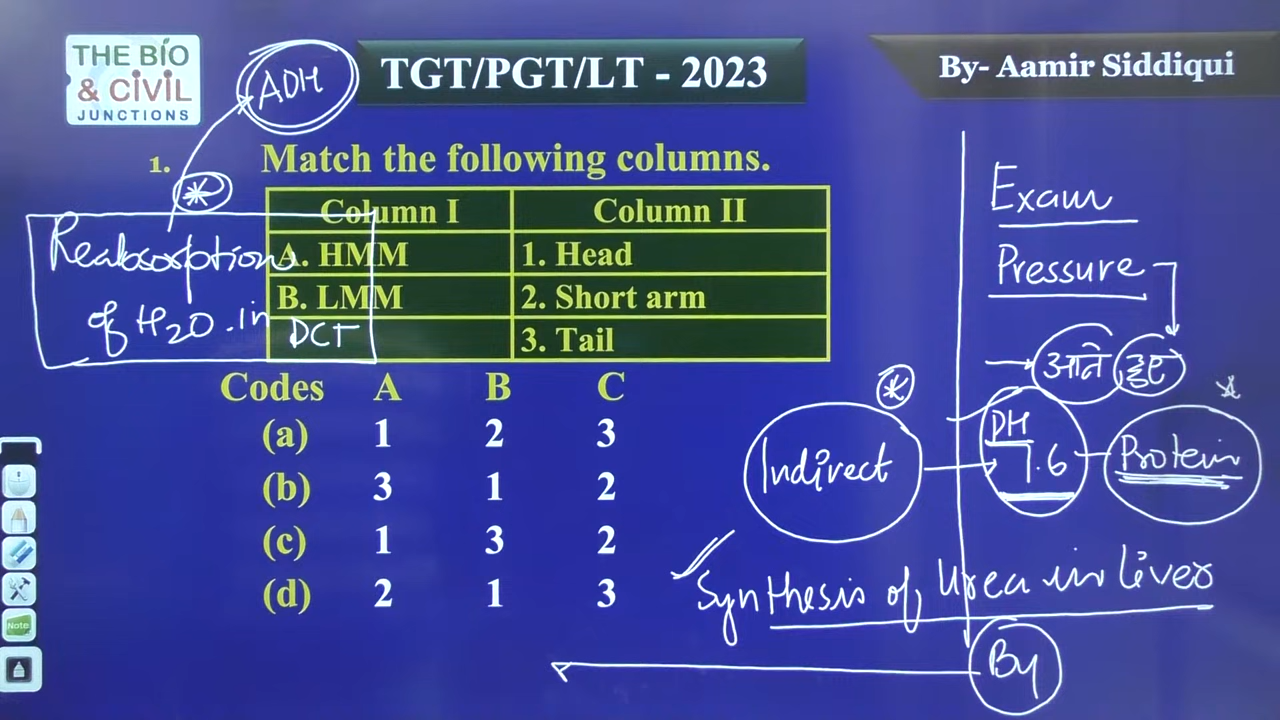 THE BIO
& CIVIL
JUNCTIONS
ADH
TGT/PGT/LT - 2023
By- Aamir Siddiqui
1. Match the following columns.
Column I Column II
A. HMM 1. Head
B. LMM 2. Short arm
3. Tail
Reabsorption
of H2O in
DCT
Codes A B C
(a) 1 2 3
(b) 3 1 2
(c) 1 3 2
(d) 2 1 3
Exam
Pressure
आने हुए
Indirect
PH
7.6
Protein
Synthesis of Urea in liver
By
Note